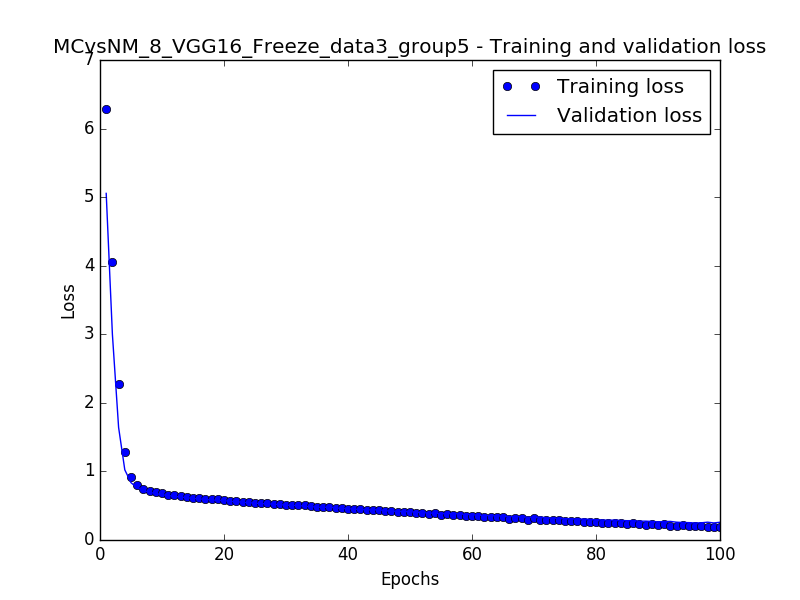 MCvsNM_8_VGG16_Freeze_data3_group5 - Training and validation loss
7
6
5
4
3
2
1
0
Loss
Training loss
Validation loss
0 20 40 60 80 100
Epochs